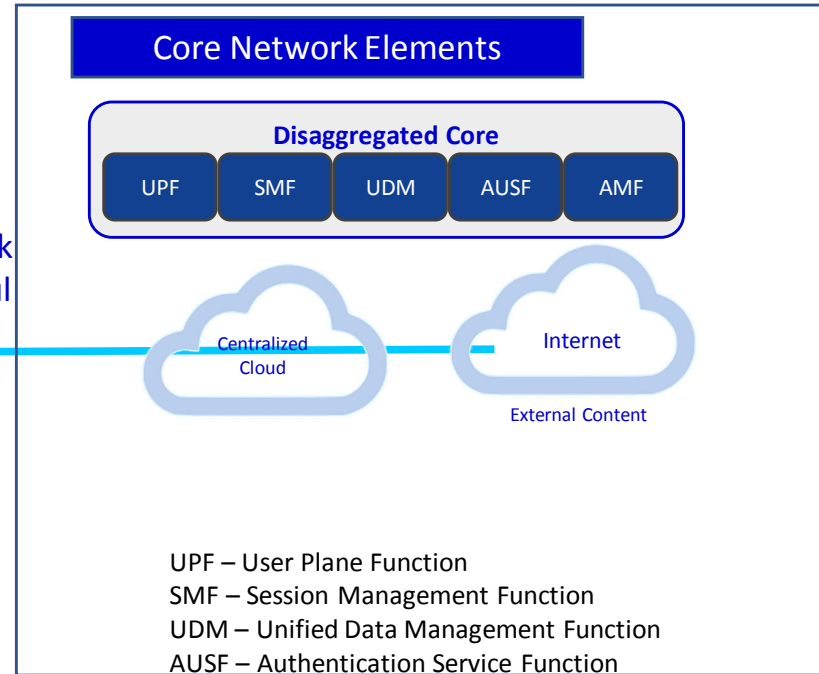 Core Network Elements
Disaggregated Core
UPF SMF UDM AUSF AMF
k
l
Centralized
Cloud
Internet
External Content
UPF – User Plane Function
SMF – Session Management Function
UDM – Unified Data Management Function
AUSF – Authentication Service Function